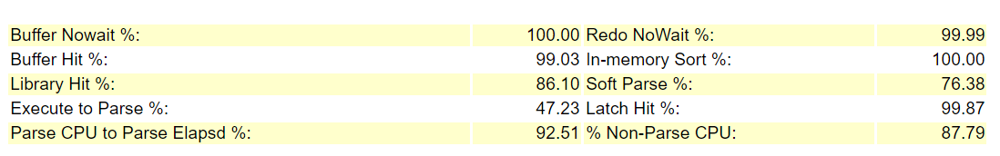 Buffer Nowait %: 100.00 Redo NoWait %: 99.99
Buffer Hit %: 99.03 In-memory Sort %: 100.00
Library Hit %: 86.10 Soft Parse %: 76.38
Execute to Parse %: 47.23 Latch Hit %: 99.87
Parse CPU to Parse Elapsd %: 92.51 % Non-Parse CPU: 87.79